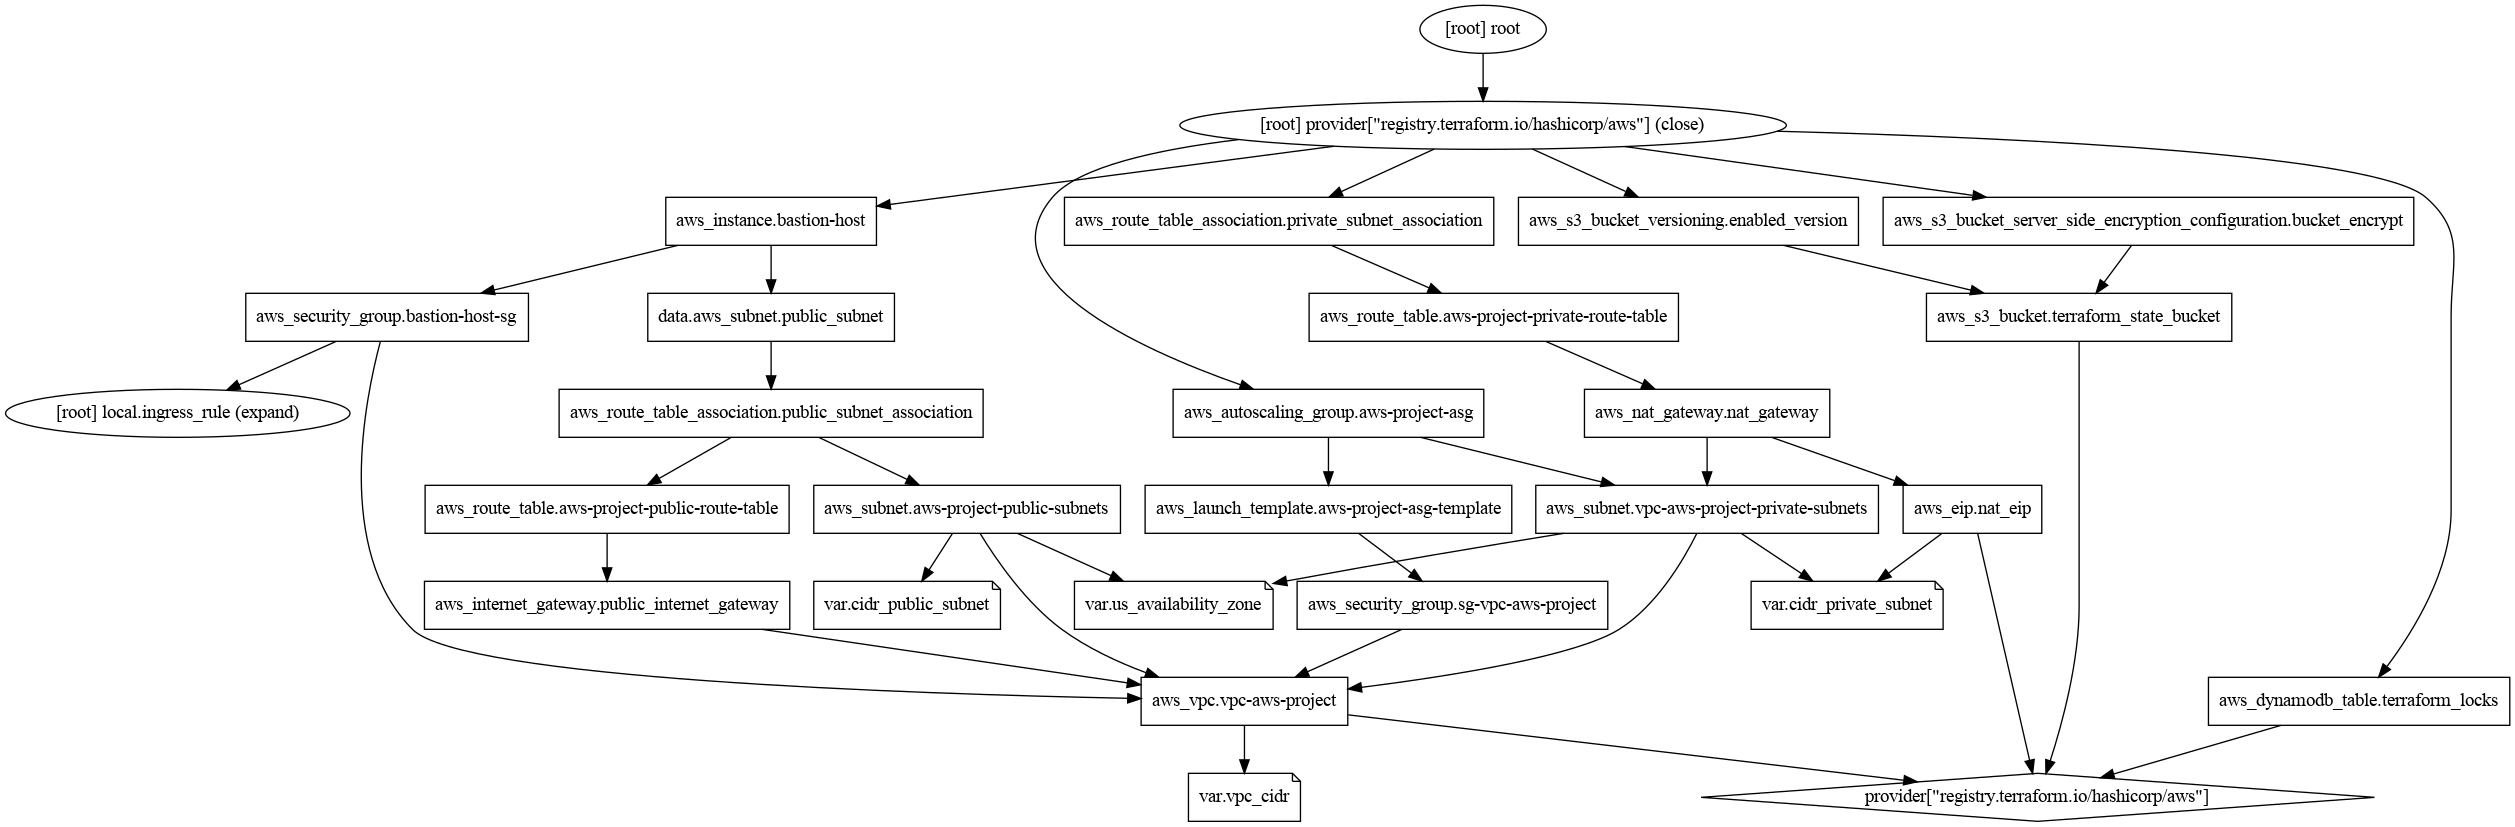 [root] root
[root] provider["registry.terraform.io/hashicorp/aws"] (close)
aws_instance.bastion-host
aws_route_table_association.private_subnet_association
aws_s3_bucket_versioning.enabled_version
aws_s3_bucket_server_side_encryption_configuration.bucket_encrypt
aws_security_group.bastion-host-sg
data.aws_subnet.public_subnet
aws_route_table.aws-project-private-route-table
aws_s3_bucket.terraform_state_bucket
[root] local.ingress_rule (expand)
aws_route_table_association.public_subnet_association
aws_autoscaling_group.aws-project-asg
aws_nat_gateway.nat_gateway
aws_route_table.aws-project-public-route-table
aws_subnet.aws-project-public-subnets
aws_launch_template.aws-project-asg-template
aws_subnet.vpc-aws-project-private-subnets
aws_eip.nat_eip
aws_internet_gateway.public_internet_gateway
var.cidr_public_subnet
var.us_availability_zone
aws_security_group.sg-vpc-aws-project
var.cidr_private_subnet
aws_vpc.vpc-aws-project
aws_dynamodb_table.terraform_locks
var.vpc_cidr
provider["registry.terraform.io/hashicorp/aws"]